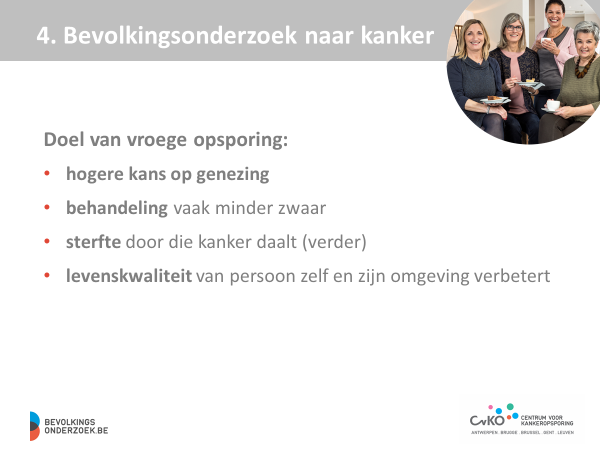 4. Bevolkingsonderzoek naar kanker
Doel van vroege opsporing:
• hogere kans op genezing
• behandeling vaak minder zwaar
• sterfte door die kanker daalt (verder)
• levenskwaliteit van persoon zelf en zijn omgeving verbetert
BEVOLKINGS
ONDERZOEK.BE
CvKO
CENTRUM VOOR
KANKEROPSPORING
ANTWERPEN BRUGGE BRUSSEL GENT LEUVEN